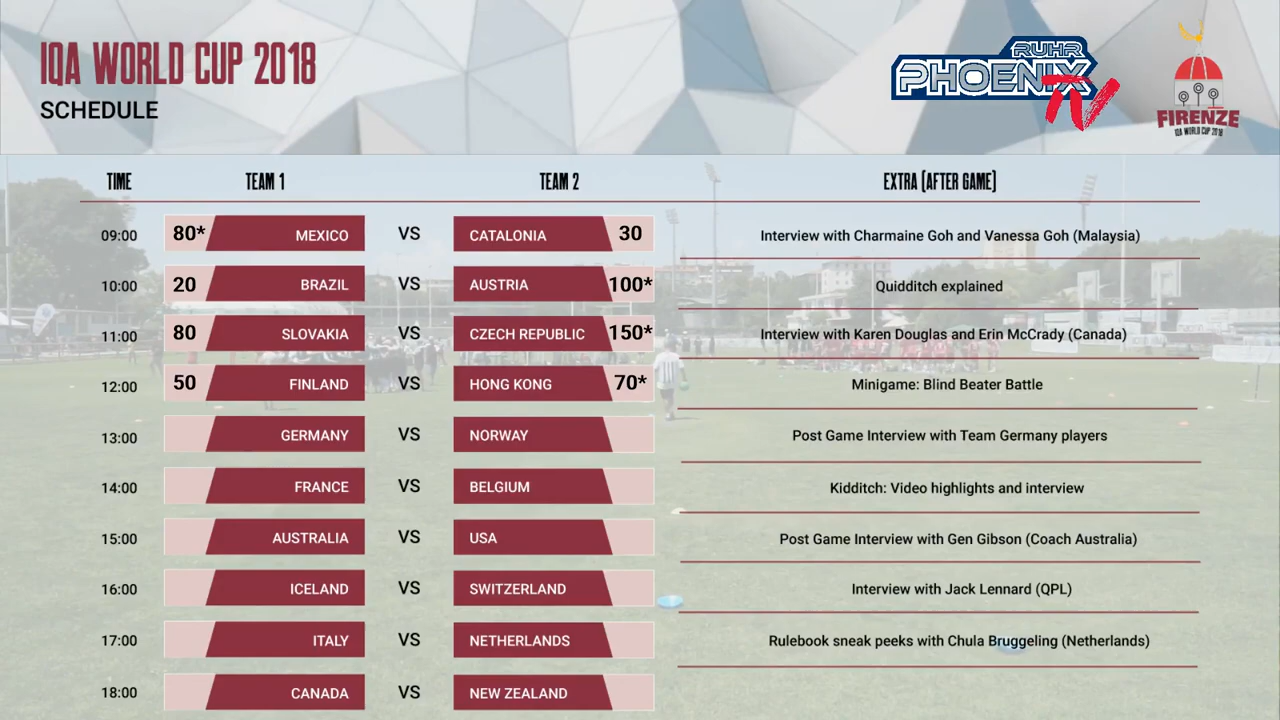 IQA WORLD CUP 2018
SCHEDULE
RUHR
PHOENIX
TV
FIRENZE
IQA WORLD CUP 2018
TIME TEAM 1 TEAM 2 EXTRA (AFTER GAME)
09:00 80* MEXICO VS CATALONIA 30 Interview with Charmaine Goh and Vanessa Goh (Malaysia)
10:00 20 BRAZIL VS AUSTRIA 100* Quidditch explained
11:00 80 SLOVAKIA VS CZECH REPUBLIC 150* Interview with Karen Douglas and Erin McCrady (Canada)
12:00 50 FINLAND VS HONG KONG 70* Minigame: Blind Beater Battle
13:00 GERMANY VS NORWAY Post Game Interview with Team Germany players
14:00 FRANCE VS BELGIUM Kidditch: Video highlights and interview
15:00 AUSTRALIA VS USA Post Game Interview with Gen Gibson (Coach Australia)
16:00 ICELAND VS SWITZERLAND Interview with Jack Lennard (QPL)
17:00 ITALY VS NETHERLANDS Rulebook sneak peeks with Chula Bruggeling (Netherlands)
18:00 CANADA VS NEW ZEALAND